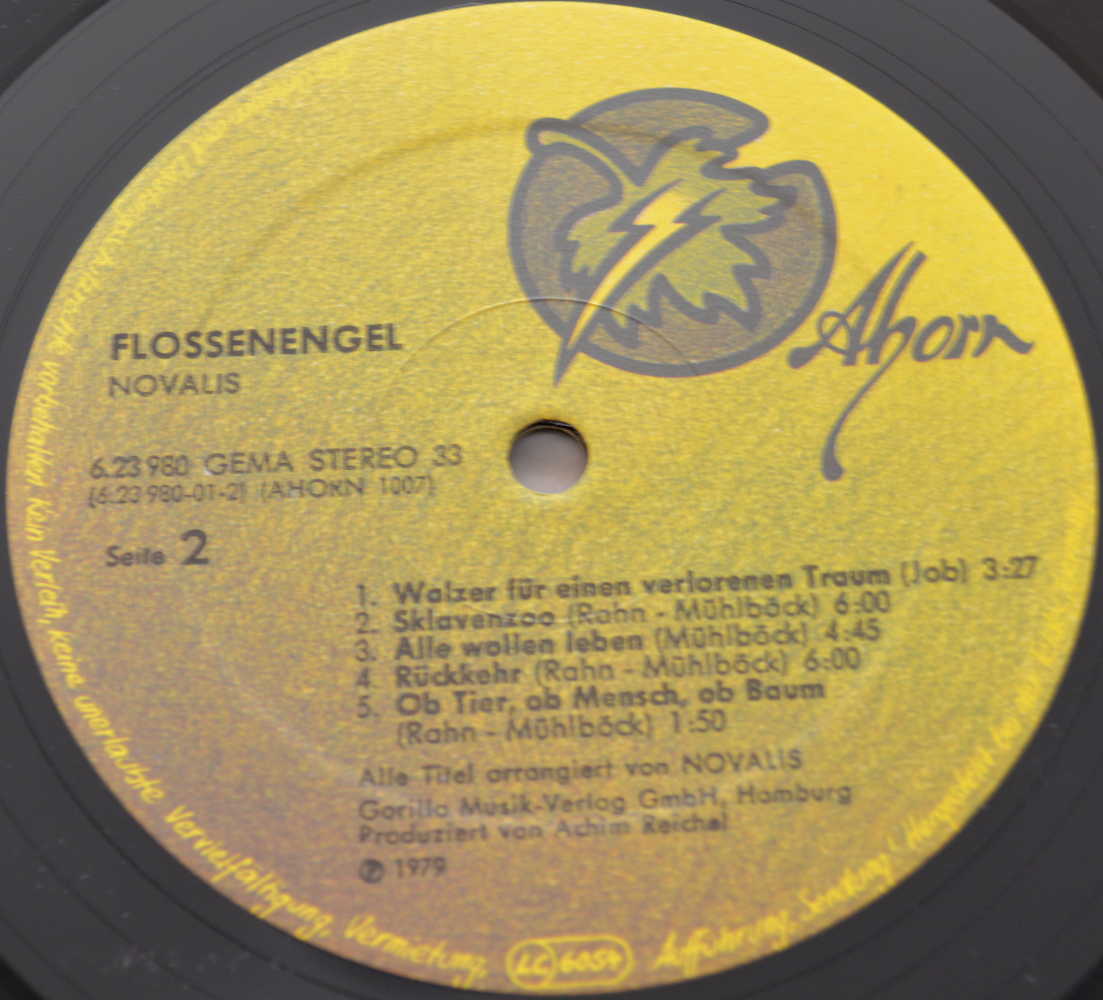 Ahorn
FLOSSENENGEL
NOVALIS
6.23 980 GEMA STEREO 33
(6.23 980-01-2) (AHORN 1007)
Seite 2
1. Walzer für einen verlorenen Traum (Job) 3:27
2. Sklavenzoo (Rahn - Mühlböck) 6:00
3. Alle wollen leben (Mühlböck) 4:45
4 Rückkehr (Rahn - Mühlböck) 6:00
5. Ob Tier, ob Mensch, ob Baum
(Rahn - Mühlböck) 1:50
Alle Titel arrangiert von NOVALIS
Gorilla Musik-Verlag GmbH, Hamburg
Produziert von Achim Reichel
Ⓟ 1979
vorbehalten Kein Verleih, keine unerlaubte Vervielfältigung, Vermietung,
LC 6054
Aufführung, Sendung!